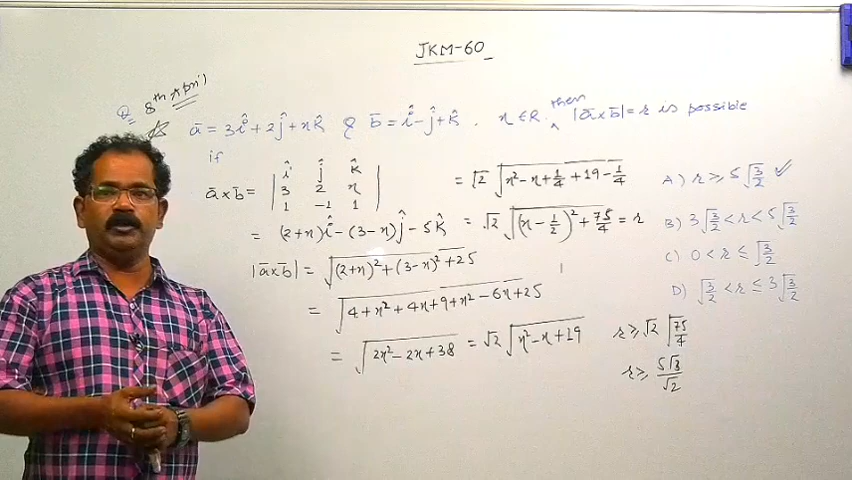 JKM-60
Q 8th April
ā = 3î + 2ĵ + xk̂ & b̄ = î - ĵ + k̂ . x ∈ R. then |ā×b̄| = r is possible
if
ā×b̄ = | î ĵ k̂ |
| 3 2 x |
| 1 -1 1 |
= (2+x)î - (3-x)ĵ - 5k̂
|ā×b̄| = √((2+x)² + (3-x)² + 25)
= √(4+x²+4x+9+x²-6x+25)
= √(2x²-2x+38) = √2 √(x²-x+19)
= √2 √(x²-x+1/4+19-1/4)
= √2 √((x-1/2)²+75/4) = r
r ≥ √2 √(75/4)
r ≥ 5√3/√2
A) r ≥ 5√(3/2) ✓
B) 3√(3/2) < r < 5√(3/2)
C) 0 < r ≤ √(3/2)
D) √(3/2) < r ≤ 3√(3/2)